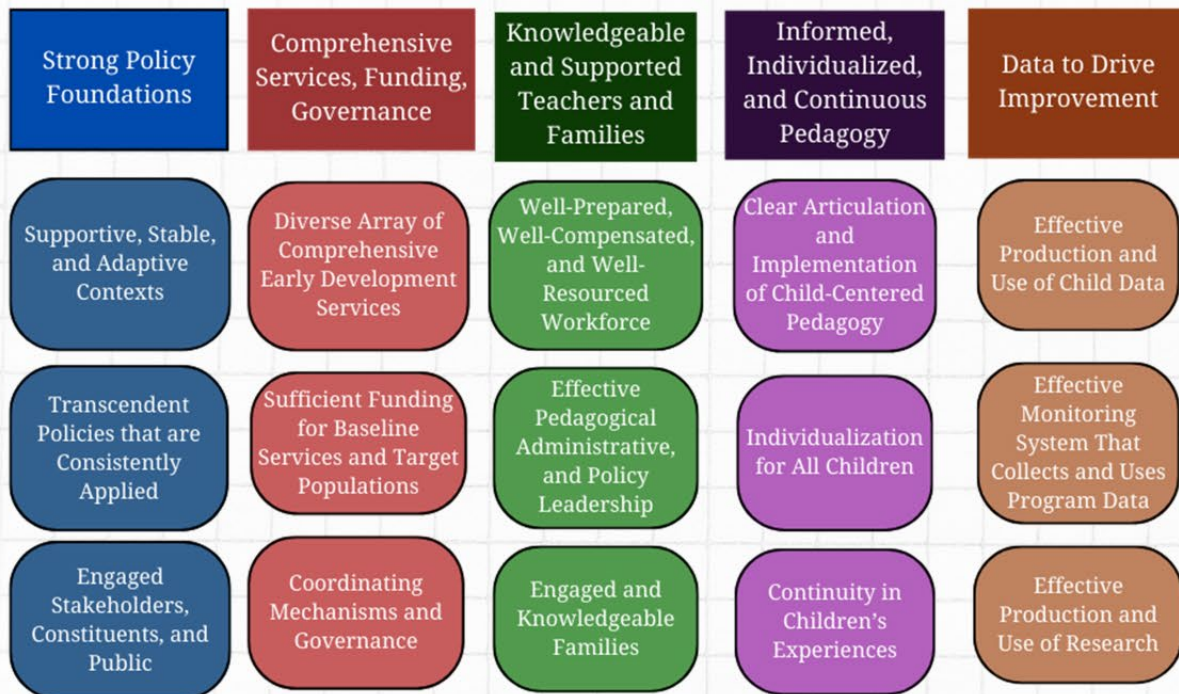 Strong Policy
Foundations
Comprehensive
Services, Funding,
Governance
Knowledgeable
and Supported
Teachers and
Families
Informed,
Individualized,
and Continuous
Pedagogy
Data to Drive
Improvement
Supportive, Stable,
and Adaptive
Contexts
Diverse Array of
Comprehensive
Early Development
Services
Well-Prepared,
Well-Compensated,
and Well-
Resourced
Workforce
Clear Articulation
and
Implementation
of Child-Centered
Pedagogy
Effective
Production and
Use of Child Data
Transcendent
Policies that are
Consistently
Applied
Sufficient Funding
for Baseline
Services and Target
Populations
Effective
Pedagogical
Administrative,
and Policy
Leadership
Individualization
for All Children
Effective
Monitoring
System That
Collects and Uses
Program Data
Engaged
Stakeholders,
Constituents, and
Public
Coordinating
Mechanisms and
Governance
Engaged and
Knowledgeable
Families
Continuity in
Children's
Experiences
Effective
Production and
Use of Research